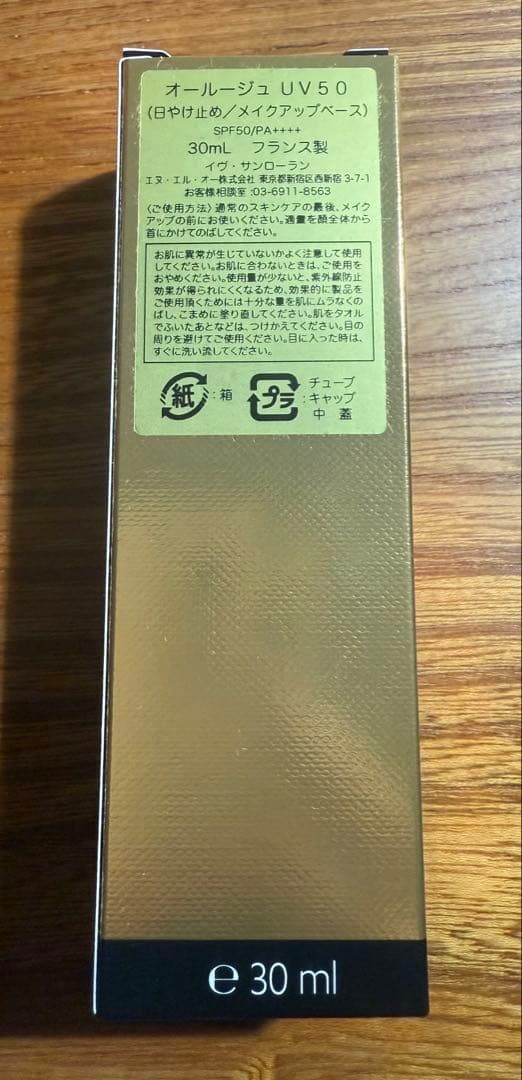 オールージュ UV50
(日やけ止め／メイクアップベース)
SPF50/PA++++
30mL フランス製
イヴ・サンローラン
エヌ・エル・オー株式会社 東京都新宿区西新宿 3-7-1
お客様相談室 :03-6911-8563
〈ご使用方法〉通常のスキンケアの最後、メイク
アップの前にお使いください。適量を顔全体から
首にかけてのばしてください。
お肌に異常が生じていないかよく注意して使用
してください。お肌に合わないときは、ご使用を
おやめください。使用量が少ないと、紫外線防止
効果が得られにくくなるため、効果的に製品を
ご使用頂くためには十分な量を肌にムラなくの
ばし、こまめに塗り直してください。肌をタオル
でふいたあとなどは、つけかえてください。目の
周りを避けてご使用ください。目に入った時は、
すぐに洗い流してください。
紙 :箱
プラ :チューブ
キャップ
中蓋
℮ 30 ml